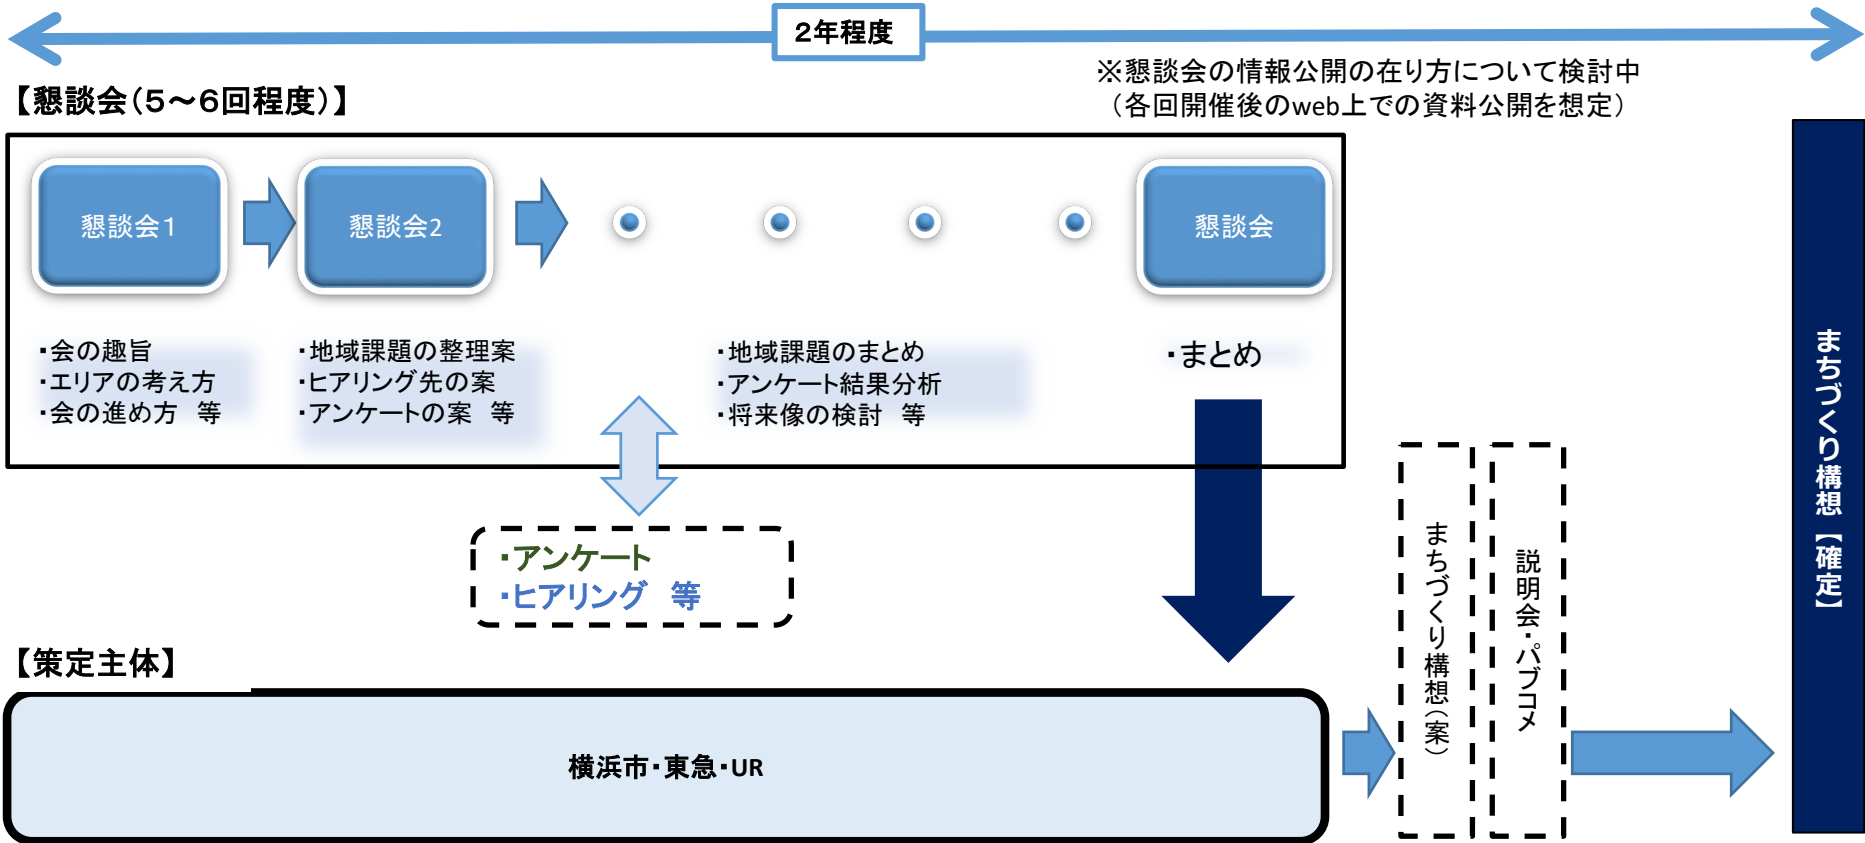 2年程度
※懇談会の情報公開の在り方について検討中
（各回開催後のweb上での資料公開を想定）
【懇談会（5～6回程度）】
懇談会1
懇談会2
懇談会
・会の趣旨
・エリアの考え方
・会の進め方　等
・地域課題の整理案
・ヒアリング先の案
・アンケートの案　等
・地域課題のまとめ
・アンケート結果分析
・将来像の検討　等
・まとめ
・アンケート
・ヒアリング　等
【策定主体】
横浜市・東急・UR
まちづくり構想（案）
説明会・パブコメ
まちづくり構想【確定】